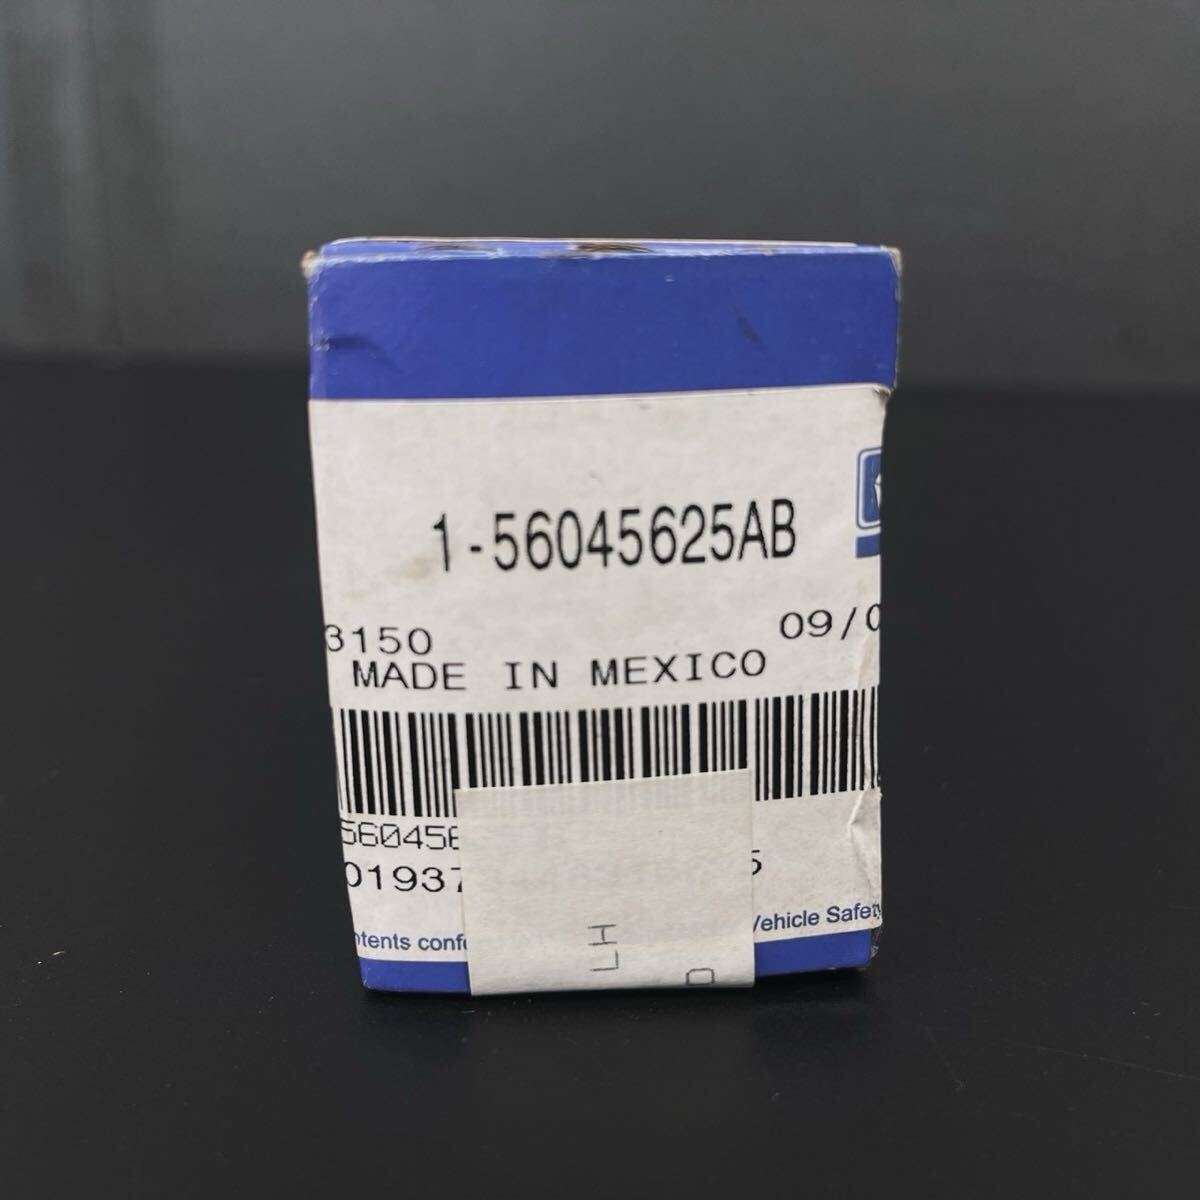 1-56045625AB
3150 09/0
MADE IN MEXICO
56045
01937 5
ntents conf Vehicle Safety
LH